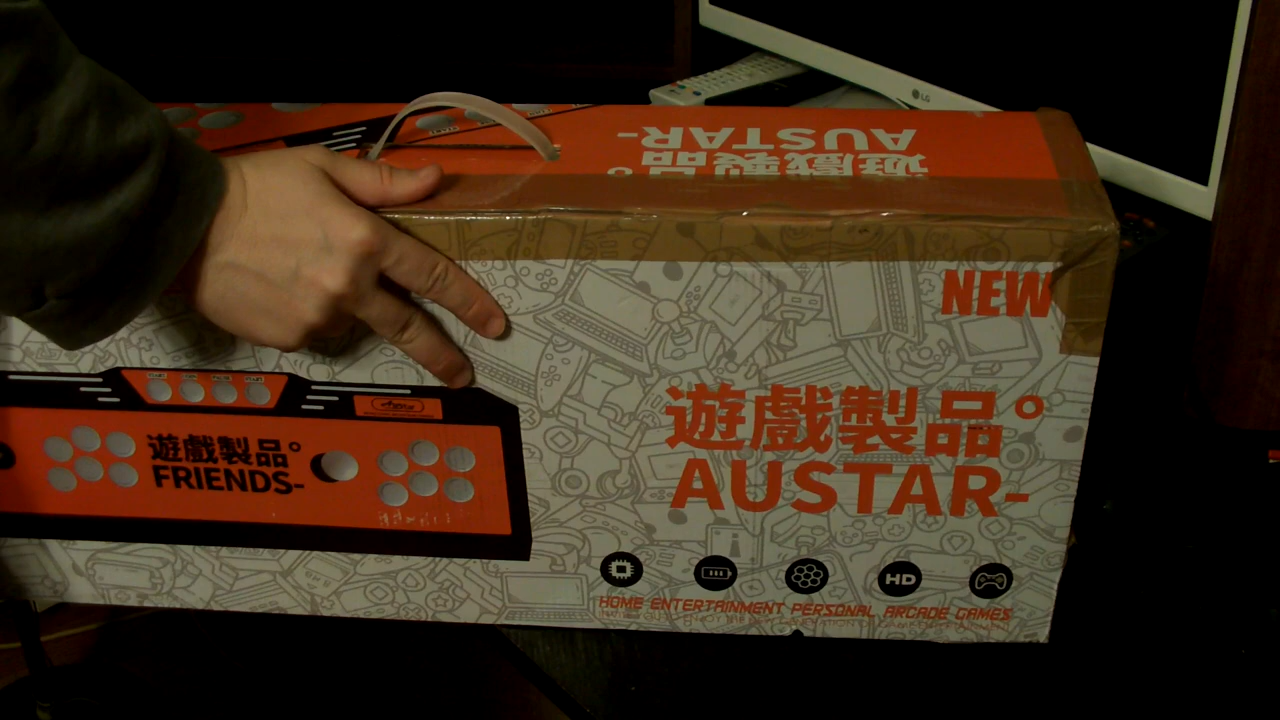 LG
AUSTAR-
遊戲製品°
NEW
遊戲製品°
AUSTAR-
遊戲製品°
FRIENDS-
HD
HOME ENTERTAINMENT PERSONAL ARCADE GAMES